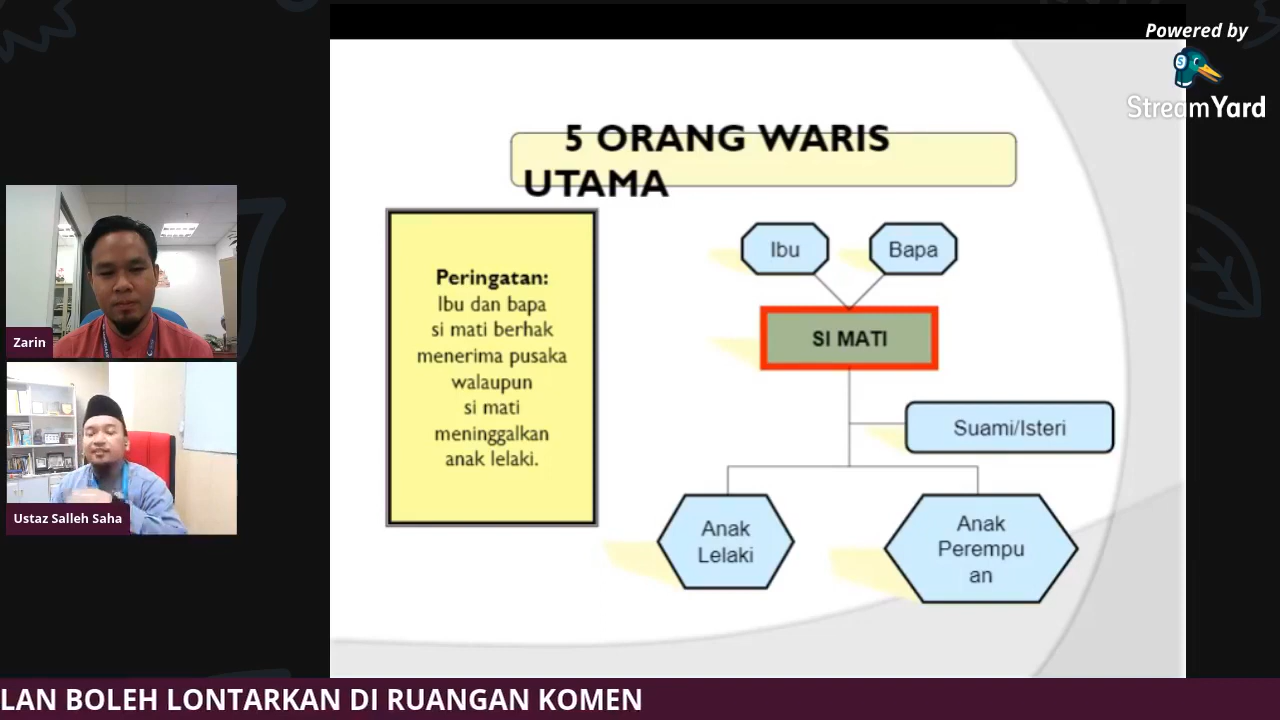 Powered by
StreamYard
5 ORANG WARIS
UTAMA
Peringatan:
Ibu dan bapa
si mati berhak
menerima pusaka
walaupun
si mati
meninggalkan
anak lelaki.
Ibu
Bapa
SI MATI
Suami/Isteri
Anak
Lelaki
Anak
Perempu
an
Zarin
Ustaz Salleh Saha
LAN BOLEH LONTARKAN DI RUANGAN KOMEN